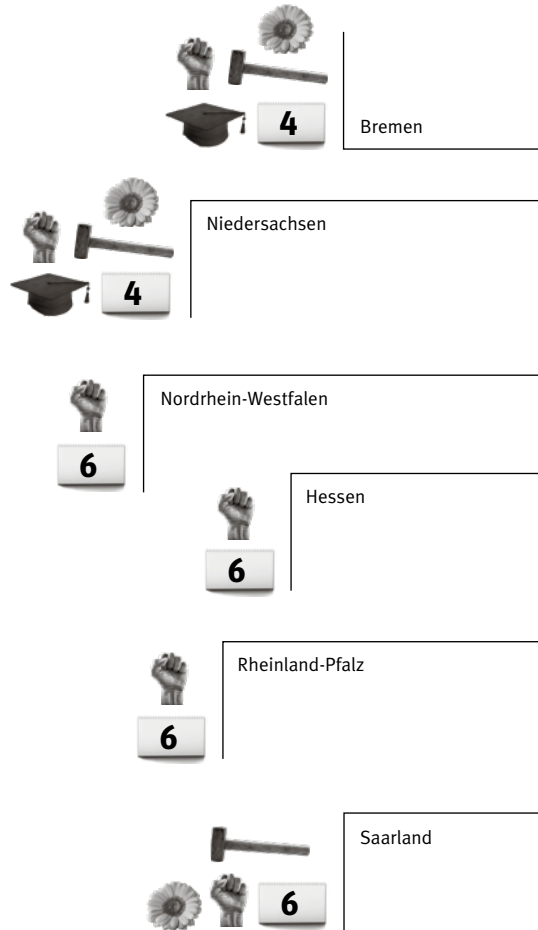 4
Bremen
Niedersachsen
4
Nordrhein-Westfalen
6
Hessen
6
Rheinland-Pfalz
6
Saarland
6